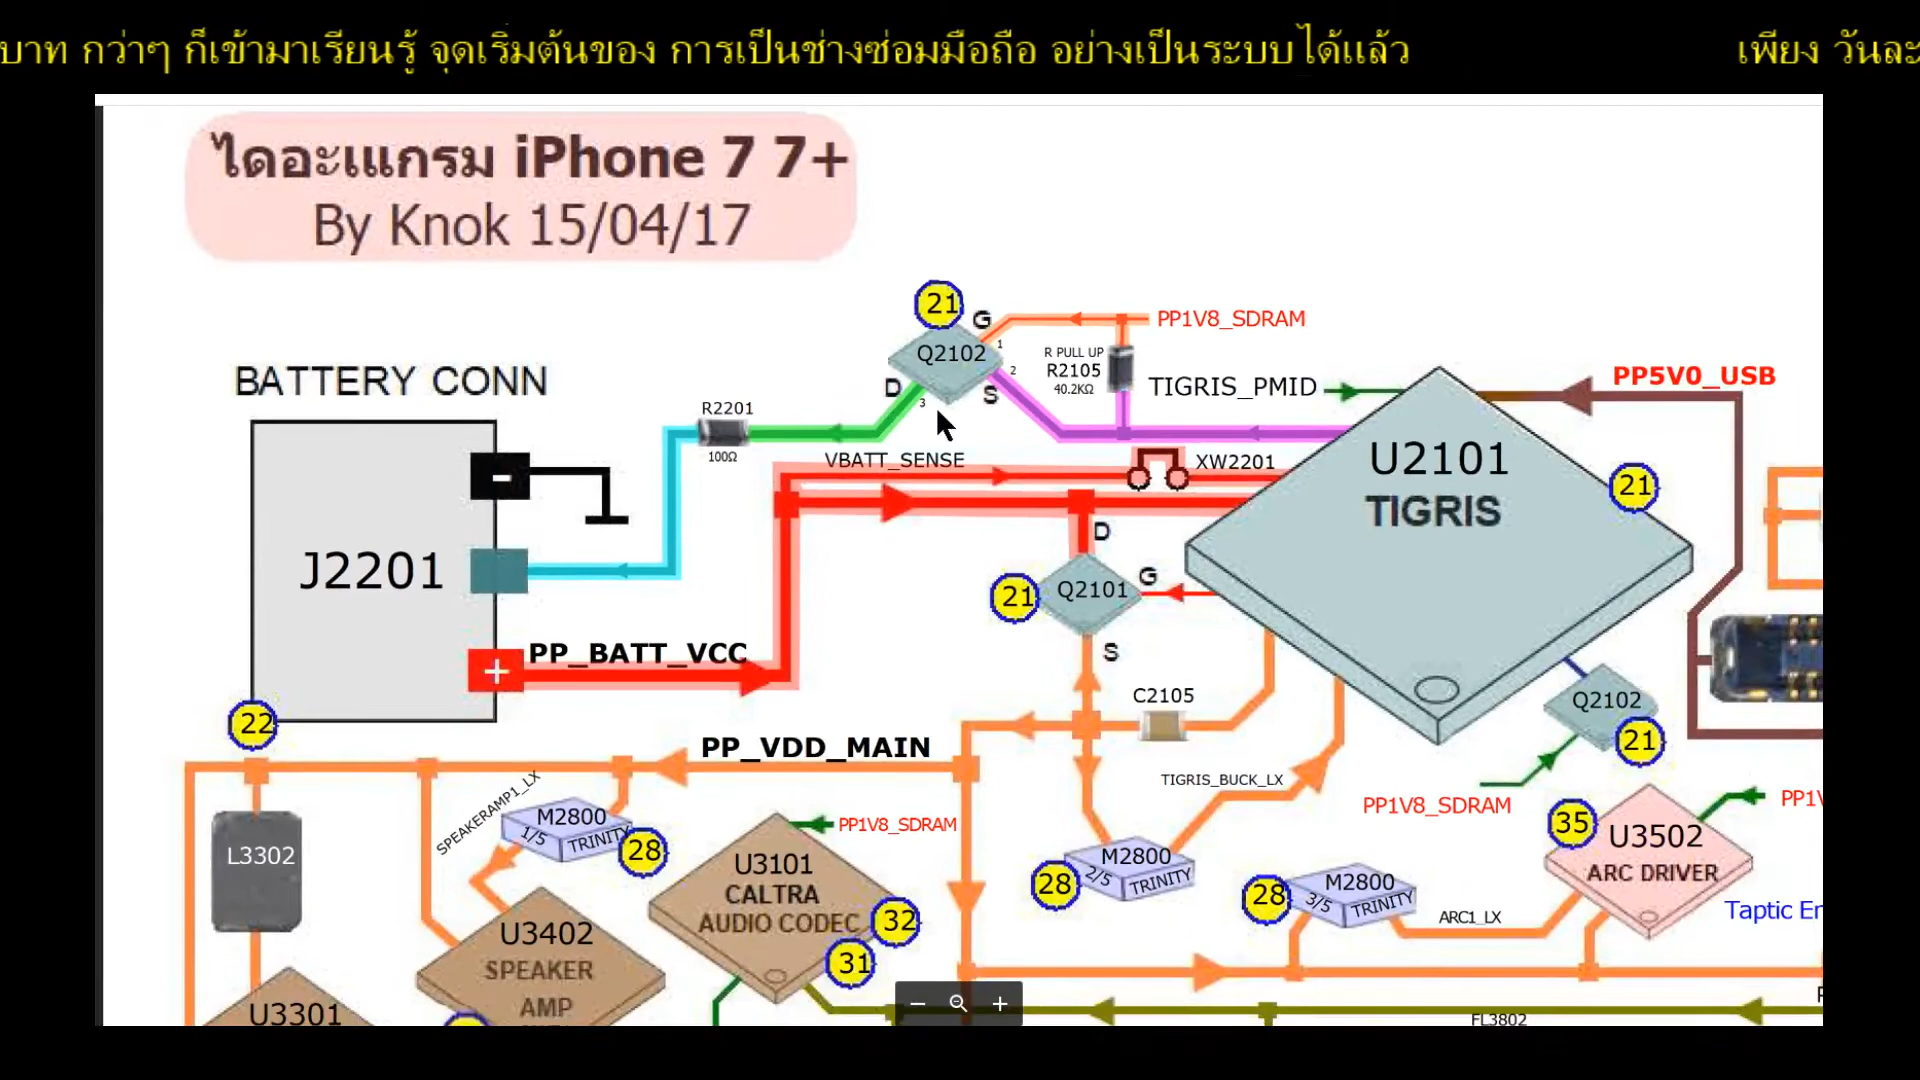 บาท กว่าๆ ก็เข้ามาเรียนรู้ จุดเริ่มต้นของ การเป็นช่างซ่อมมือถือ อย่างเป็นระบบได้แล้ว
เพียง วันละ
ไดอะแกรม iPhone 7 7+
By Knok 15/04/17
21
G
PP1V8_SDRAM
1
Q2102
2
R PULL UP
R2105
40.2KΩ
D
3
S
TIGRIS_PMID
PP5V0_USB
BATTERY CONN
R2201
100Ω
VBATT_SENSE
XW2201
U2101
TIGRIS
21
-
D
J2201
Q2101
G
21
S
PP_BATT_VCC
+
C2105
Q2102
21
22
PP_VDD_MAIN
TIGRIS_BUCK_LX
PP1V8_SDRAM
SPEAKERAMP1_LX
M2800
1/5 TRINITY
28
PP1V8_SDRAM
35
U3502
ARC DRIVER
PP1V
L3302
U3101
CALTRA
AUDIO CODEC
32
31
M2800
2/5 TRINITY
28
M2800
3/5 TRINITY
28
ARC1_LX
Taptic En
U3402
SPEAKER
AMP
U3301
FL3802